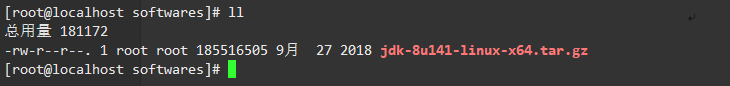 [root@localhost softwares]# ll
总用量 181172
-rw-r--r--. 1 root root 185516505 9月  27 2018 jdk-8u141-linux-x64.tar.gz
[root@localhost softwares]#